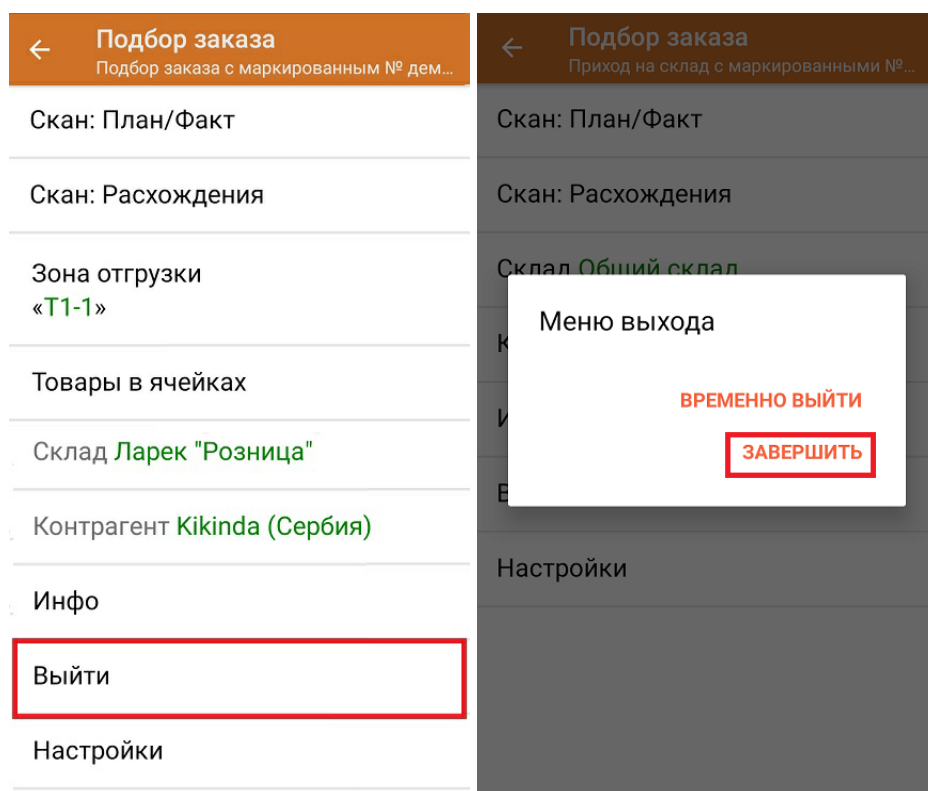 Подбор заказа
Подбор заказа с маркированным № дем...
Скан: План/Факт
Скан: Расхождения
Зона отгрузки
«Т1-1»
Товары в ячейках
Склад Ларек "Розница"
Контрагент Kikinda (Сербия)
Инфо
Выйти
Настройки
Подбор заказа
Приход на склад с маркированными №...
Скан: План/Факт
Скан: Расхождения
Склад Общий склад
Меню выхода
ВРЕМЕННО ВЫЙТИ
ЗАВЕРШИТЬ
Настройки